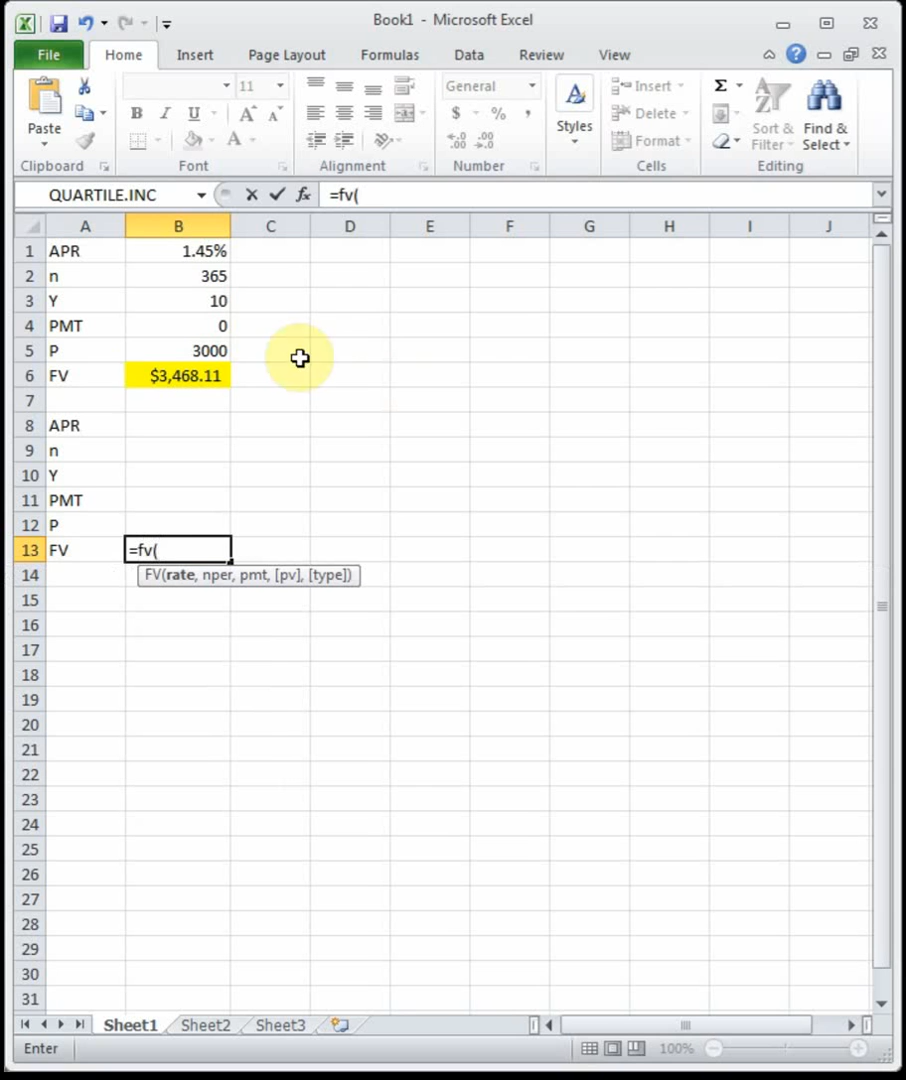 Book1 - Microsoft Excel
File Home Insert Page Layout Formulas Data Review View
Paste
11
B I U
A A
A
General
$ % ,
Styles
Insert
Delete
Format
Σ
Sort & Filter
Find & Select
Clipboard Font Alignment Number Cells Editing
QUARTILE.INC fx =fv(
A B C D E F G H I J
1 APR 1.45%
2 n 365
3 Y 10
4 PMT 0
5 P 3000
6 FV $3,468.11
7
8 APR
9 n
10 Y
11 PMT
12 P
13 FV =fv(
14 FV(rate, nper, pmt, [pv], [type])
15
16
17
18
19
20
21
22
23
24
25
26
27
28
29
30
31
Sheet1 Sheet2 Sheet3
Enter 100%